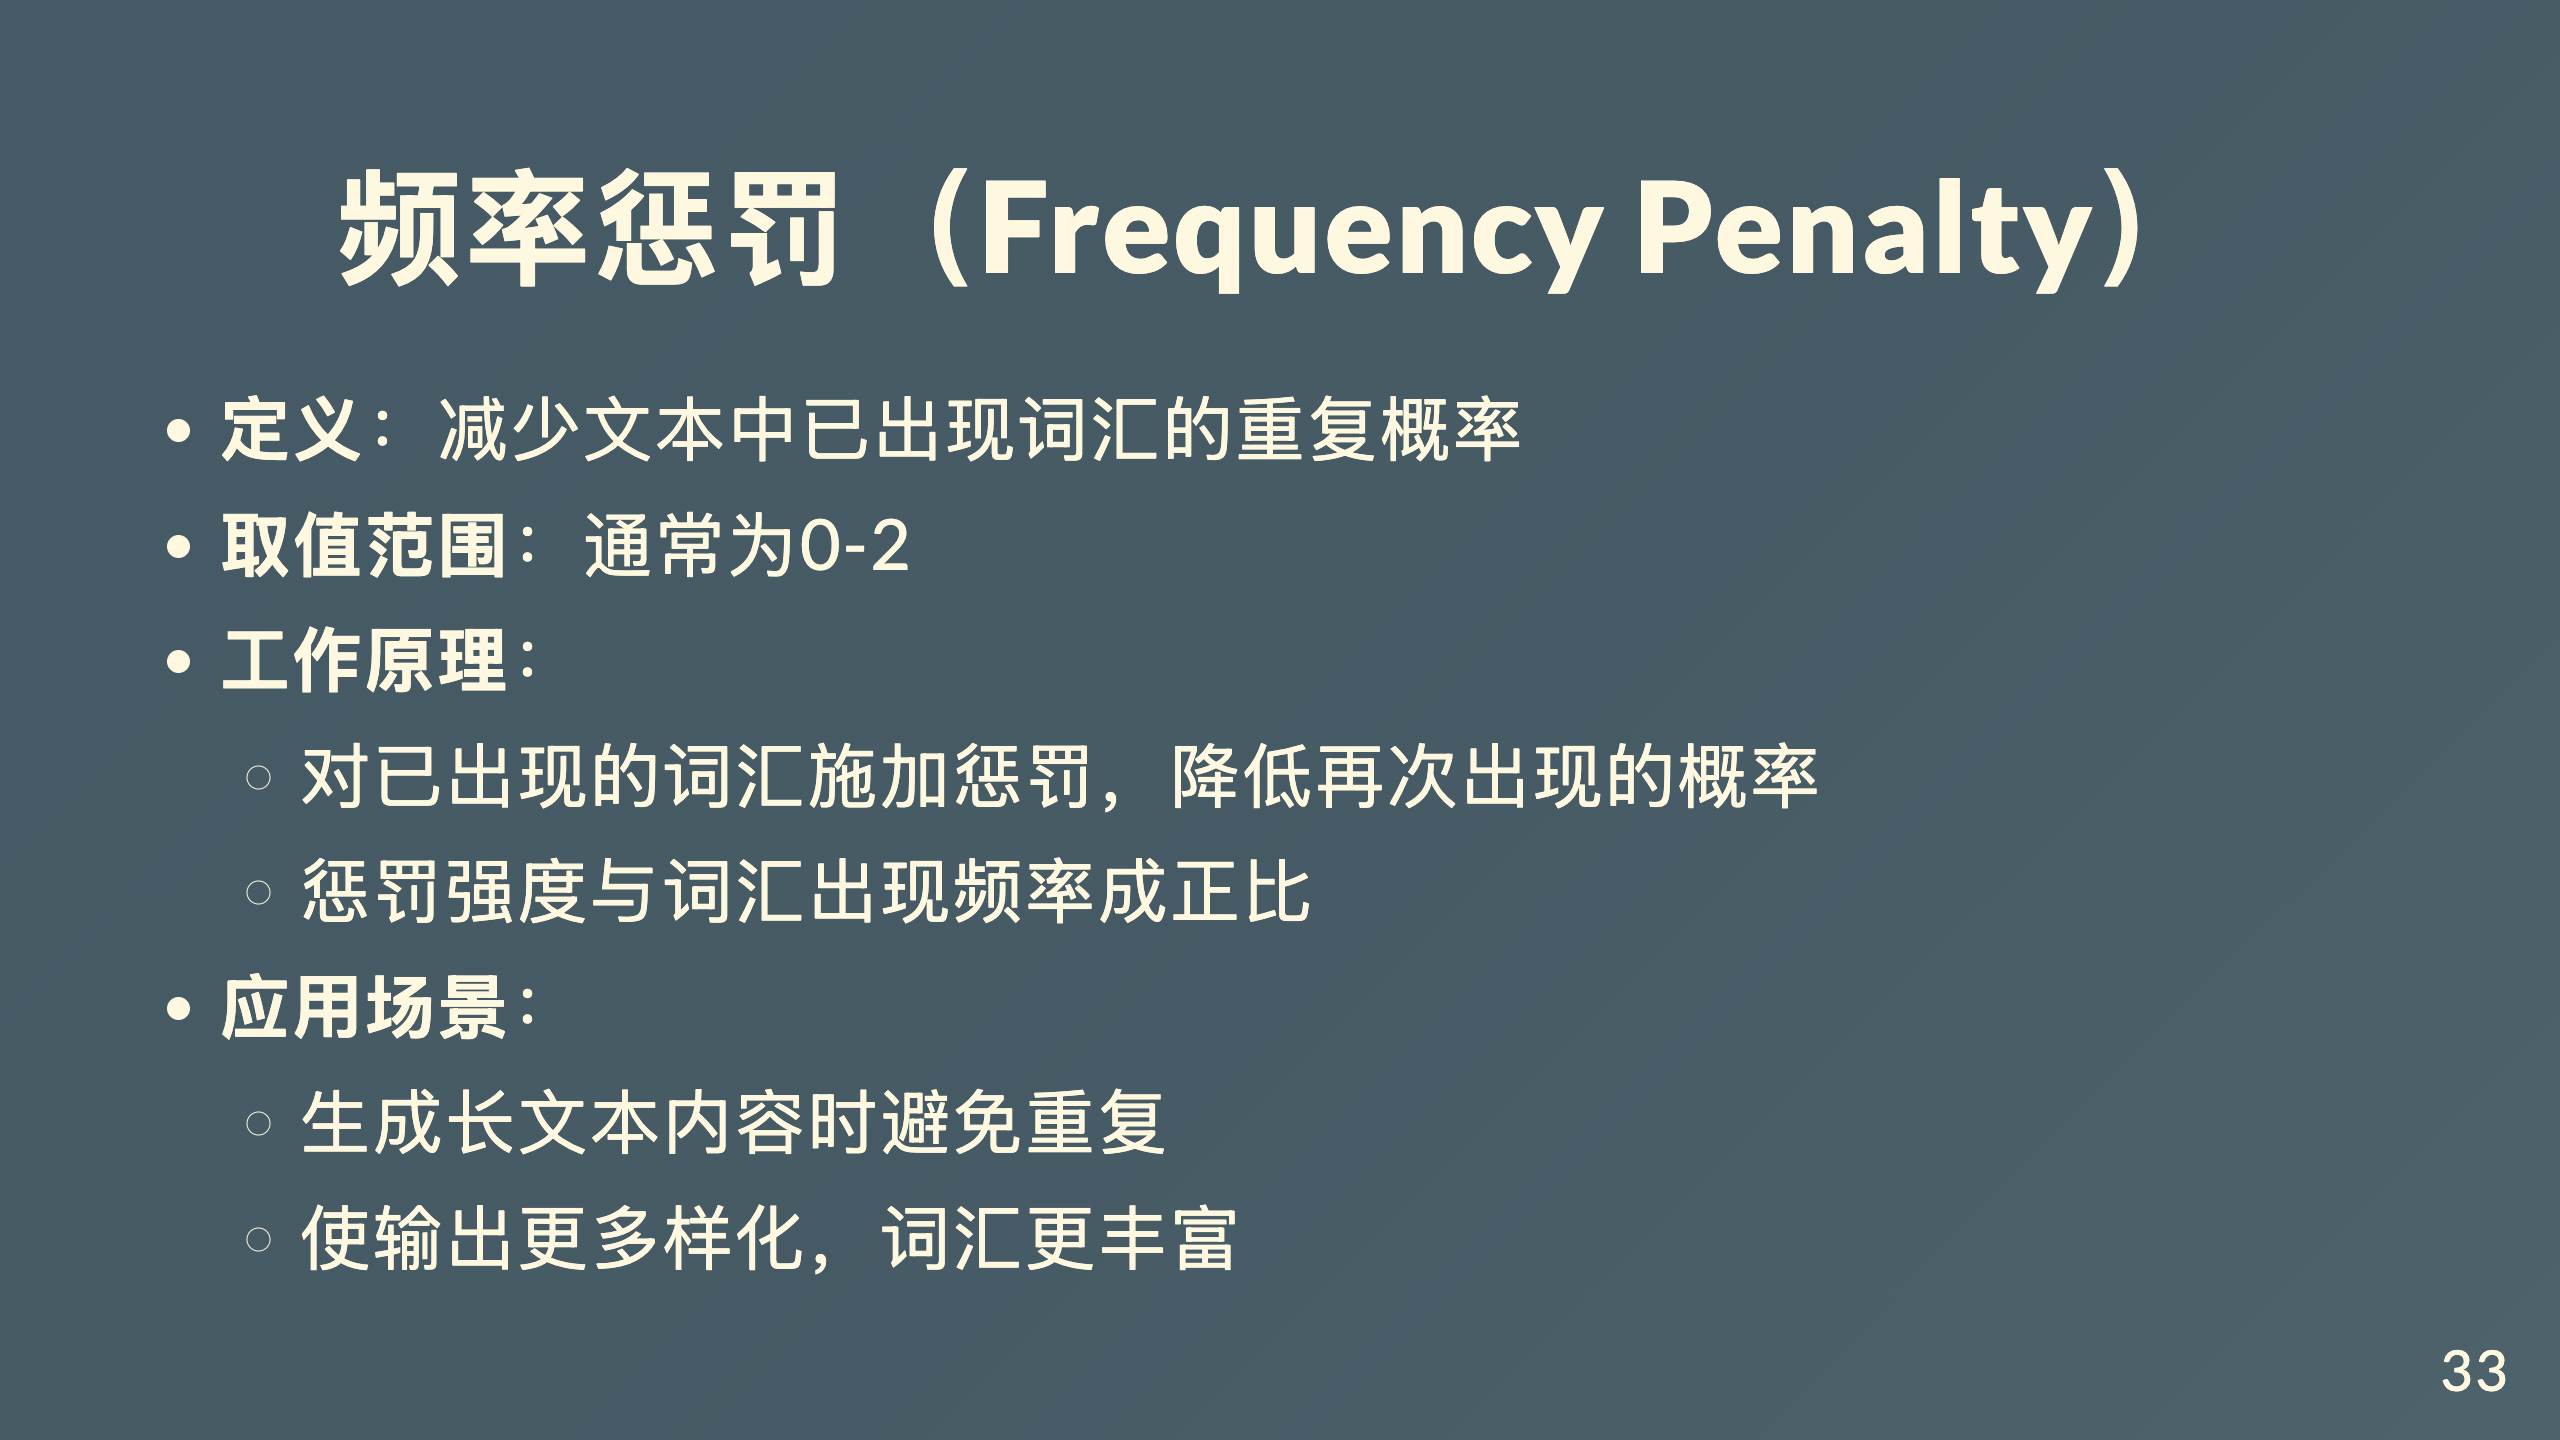 频率惩罚（Frequency Penalty）
• 定义：减少文本中已出现词汇的重复概率
• 取值范围：通常为0-2
• 工作原理：
○ 对已出现的词汇施加惩罚，降低再次出现的概率
○ 惩罚强度与词汇出现频率成正比
• 应用场景：
○ 生成长文本内容时避免重复
○ 使输出更多样化，词汇更丰富
33